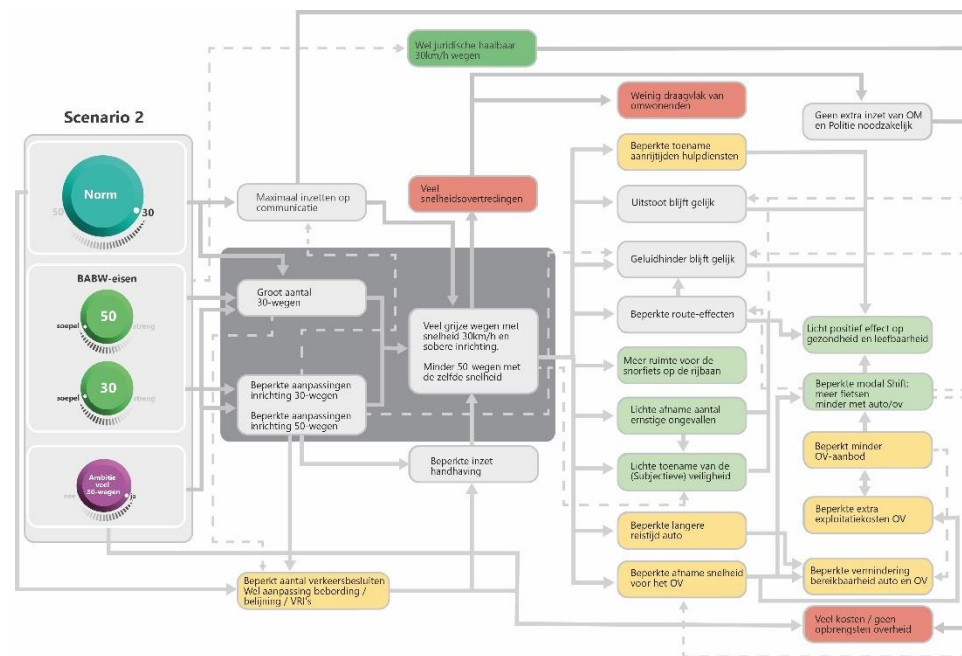 Scenario 2
Norm
50
30
BABW-eisen
50
soepel
streng
30
soepel
streng
Ambitie
veel
30-wegen
nee
ja
Maximaal inzetten op
communicatie
Groot aantal
30-wegen
Beperkte aanpassingen
inrichting 30-wegen
Beperkte aanpassingen
inrichting 50-wegen
Beperkt aantal verkeersbesluiten
Wel aanpassing bebording /
belijning / VRI's
Wel juridische haalbaar
30km/h wegen
Veel
snelheidsovertredingen
Veel grijze wegen met
snelheid 30km/h en
sobere inrichting.
Minder 50 wegen met
de zelfde snelheid
Beperkte inzet
handhaving
Weinig draagvlak van
omwonenden
Beperkte toename
aanrijtijden hulpdiensten
Uitstoot blijft gelijk
Geluidhinder blijft gelijk
Beperkte route-effecten
Meer ruimte voor de
snorfiets op de rijbaan
Lichte afname aantal
ernstige ongevallen
Lichte toename van de
(Subjectieve) veiligheid
Beperkte langere
reistijd auto
Beperkte afname snelheid
voor het OV
Geen extra inzet van OM
en Politie noodzakelijk
Licht positief effect op
gezondheid en leefbaarheid
Beperkte modal Shift:
meer fietsen
minder met auto/ov
Beperkt minder
OV-aanbod
Beperkte extra
exploitatiekosten OV
Beperkte vermindering
bereikbaarheid auto en OV
Veel kosten / geen
opbrengsten overheid